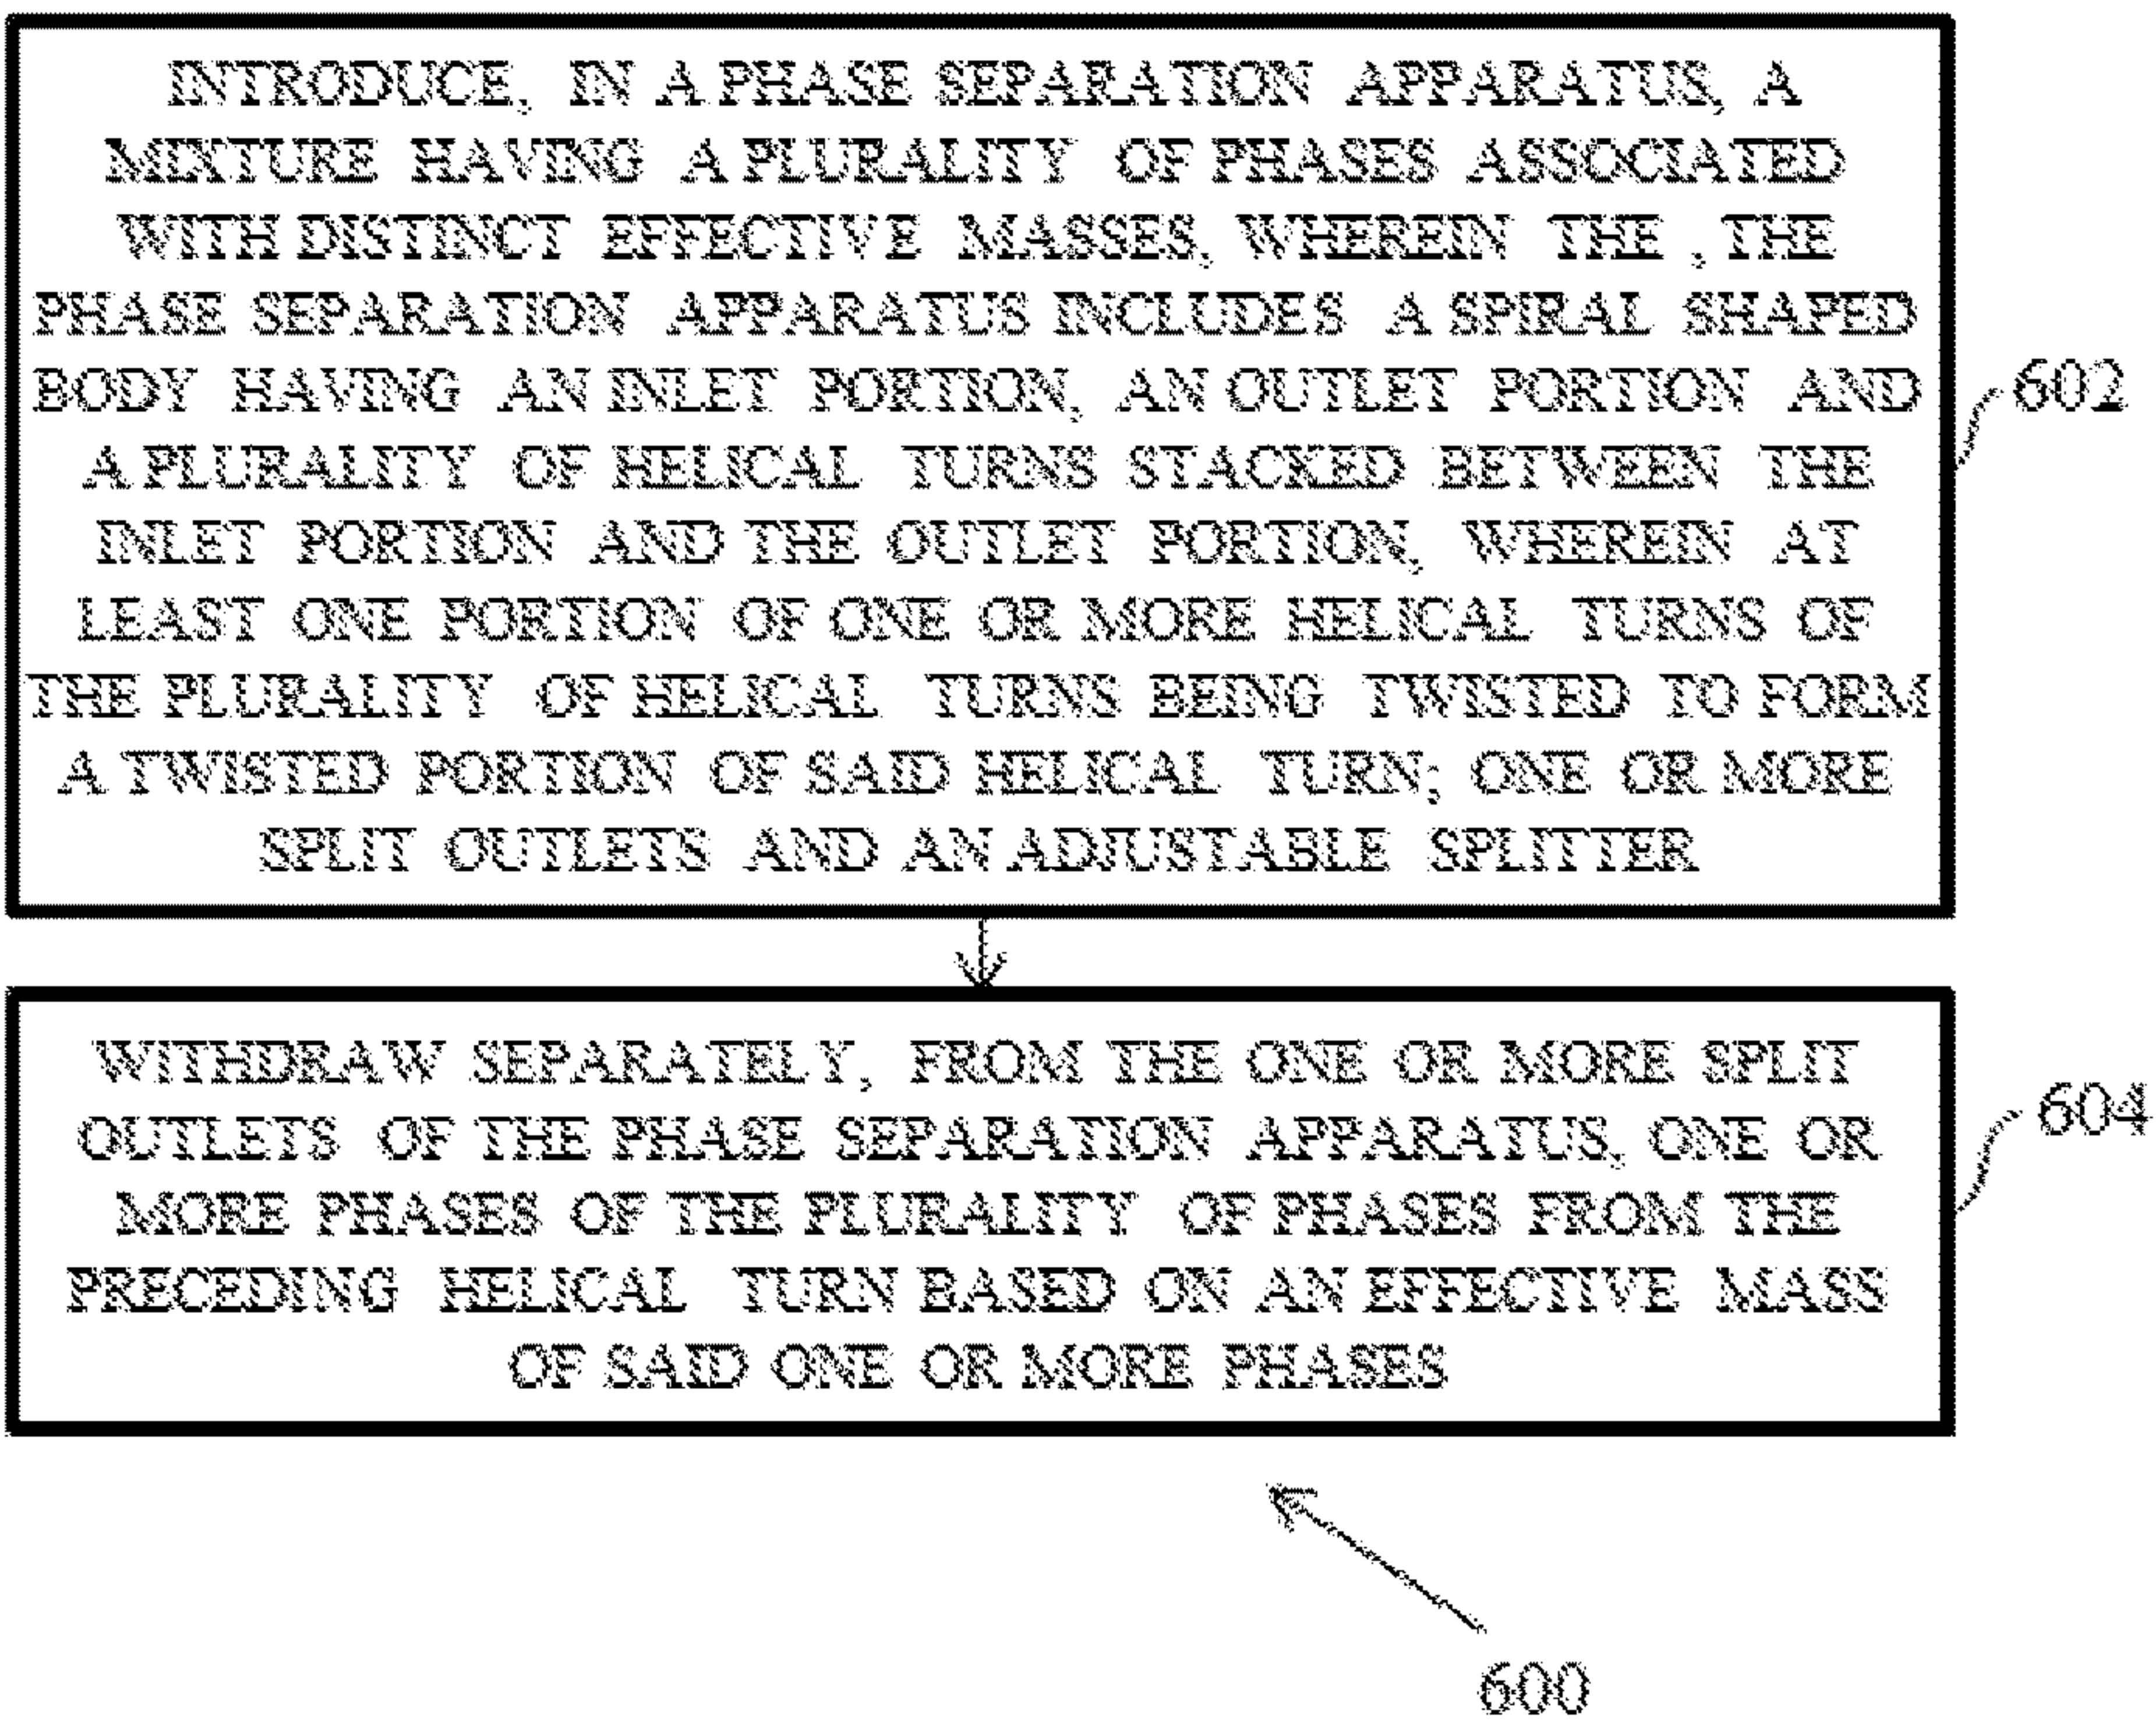 INTRODUCE, IN A PHASE SEPARATION APPARATUS, A
MIXTURE HAVING A PLURALITY OF PHASES ASSOCIATED
WITH DISTINCT EFFECTIVE MASSES, WHEREIN THE , THE
PHASE SEPARATION APPARATUS INCLUDES A SPIRAL SHAPED
BODY HAVING AN INLET PORTION, AN OUTLET PORTION AND
A PLURALITY OF HELICAL TURNS STACKED BETWEEN THE
INLET PORTION AND THE OUTLET PORTION, WHEREIN AT
LEAST ONE PORTION OF ONE OR MORE HELICAL TURNS OF
THE PLURALITY OF HELICAL TURNS BEING TWISTED TO FORM
A TWISTED PORTION OF SAID HELICAL TURN; ONE OR MORE
SPLIT OUTLETS AND AN ADJUSTABLE SPLITTER
602
WITHDRAW SEPARATELY, FROM THE ONE OR MORE SPLIT
OUTLETS OF THE PHASE SEPARATION APPARATUS, ONE OR
MORE PHASES OF THE PLURALITY OF PHASES FROM THE
PRECEDING HELICAL TURN BASED ON AN EFFECTIVE MASS
OF SAID ONE OR MORE PHASES
604
600